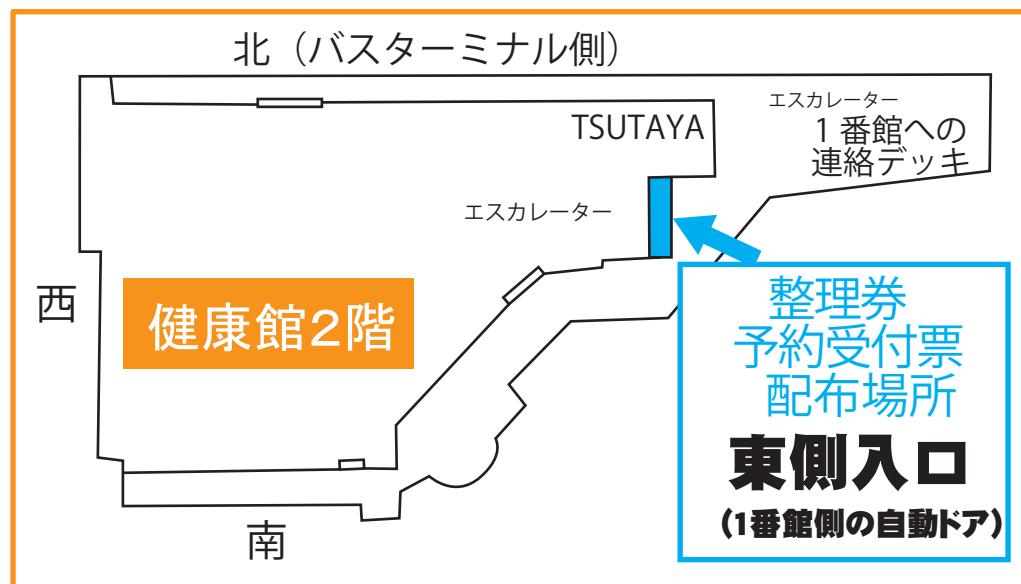 北（バスターミナル側）
エスカレーター
TSUTAYA
1番館への
連絡デッキ
エスカレーター
西
健康館2階
整理券
予約受付票
配布場所
東側入口
(1番館側の自動ドア)
南